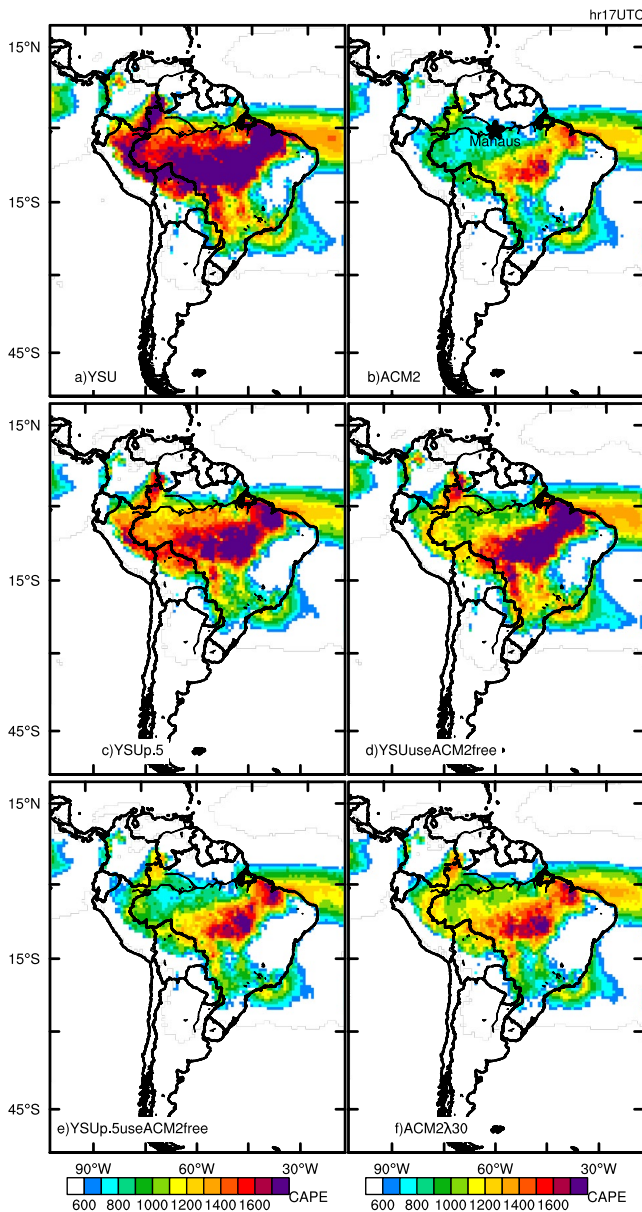 hr17UTC
15°N
Manaus
15°S
45°S
a)YSU
b)ACM2
15°N
15°S
45°S
c)YSUp.5
d)YSUuseACM2free
15°N
15°S
45°S
e)YSUp.5useACM2free
f)ACM2λ30
90°W 60°W 30°W 90°W 60°W 30°W
CAPE CAPE
600 800 1000 1200 1400 1600 600 800 1000 1200 1400 1600